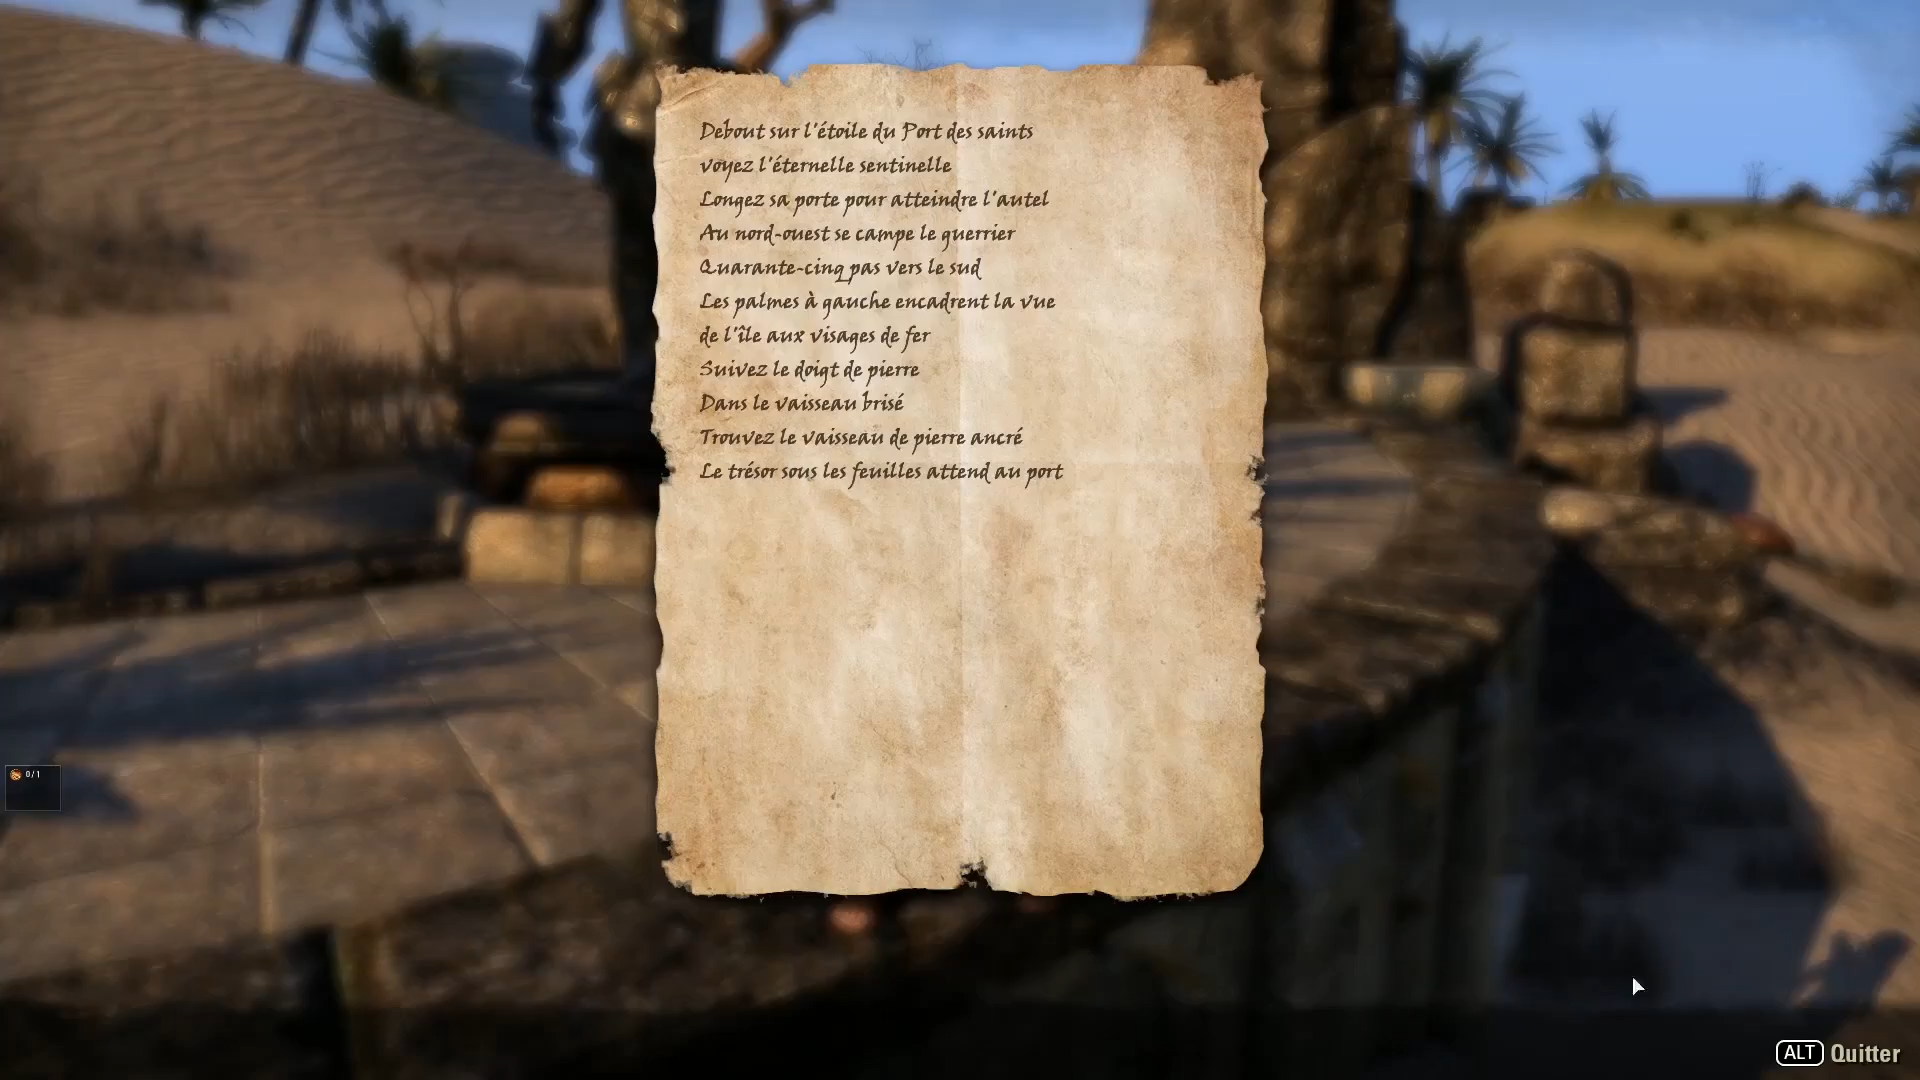 Debout sur l'étoile du Port des saints
voyez l'éternelle sentinelle
Longez sa porte pour atteindre l'autel
Au nord-ouest se campe le guerrier
Quarante-cinq pas vers le sud
Les palmes à gauche encadrent la vue
de l'île aux visages de fer
Suivez le doigt de pierre
Dans le vaisseau brisé
Trouvez le vaisseau de pierre ancré
Le trésor sous les feuilles attend au port
0/1
ALT Quitter